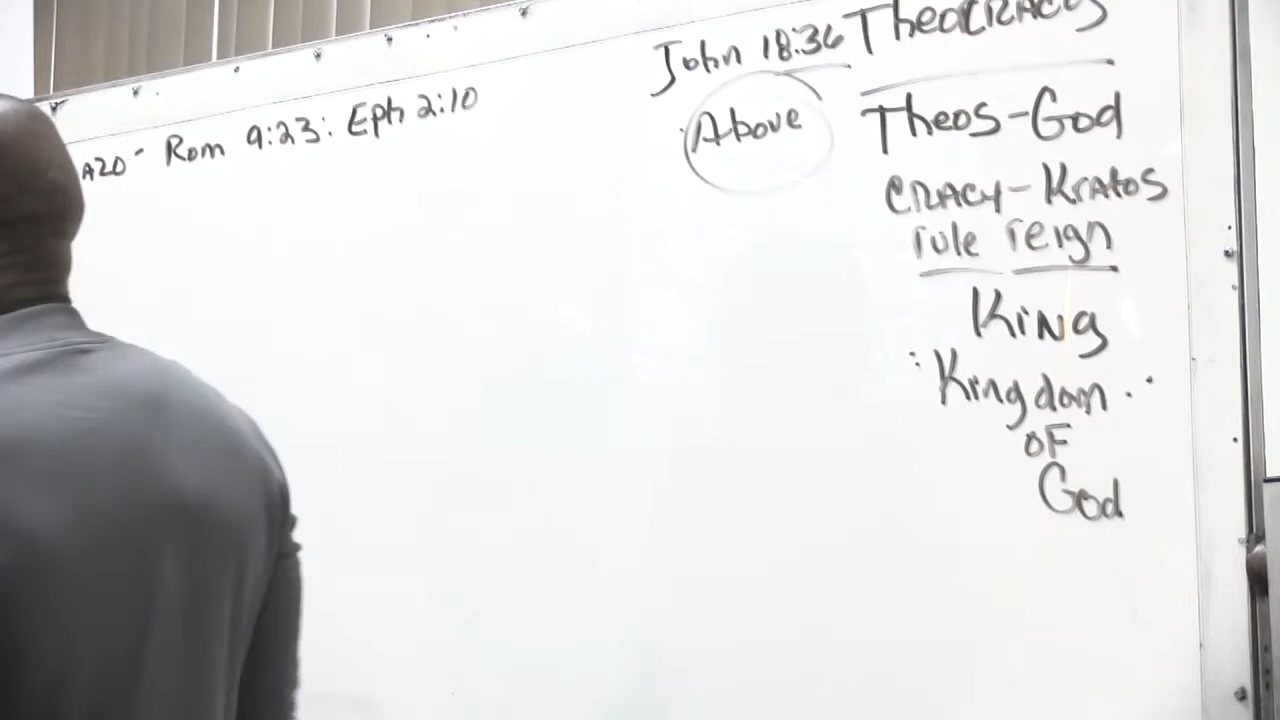 John 18:36 Theocracy
A20 - Rom 9:23: Eph 2:10
Above
Theos-God
CRACY-Kratos
rule reign
King
: Kingdom .
OF
God